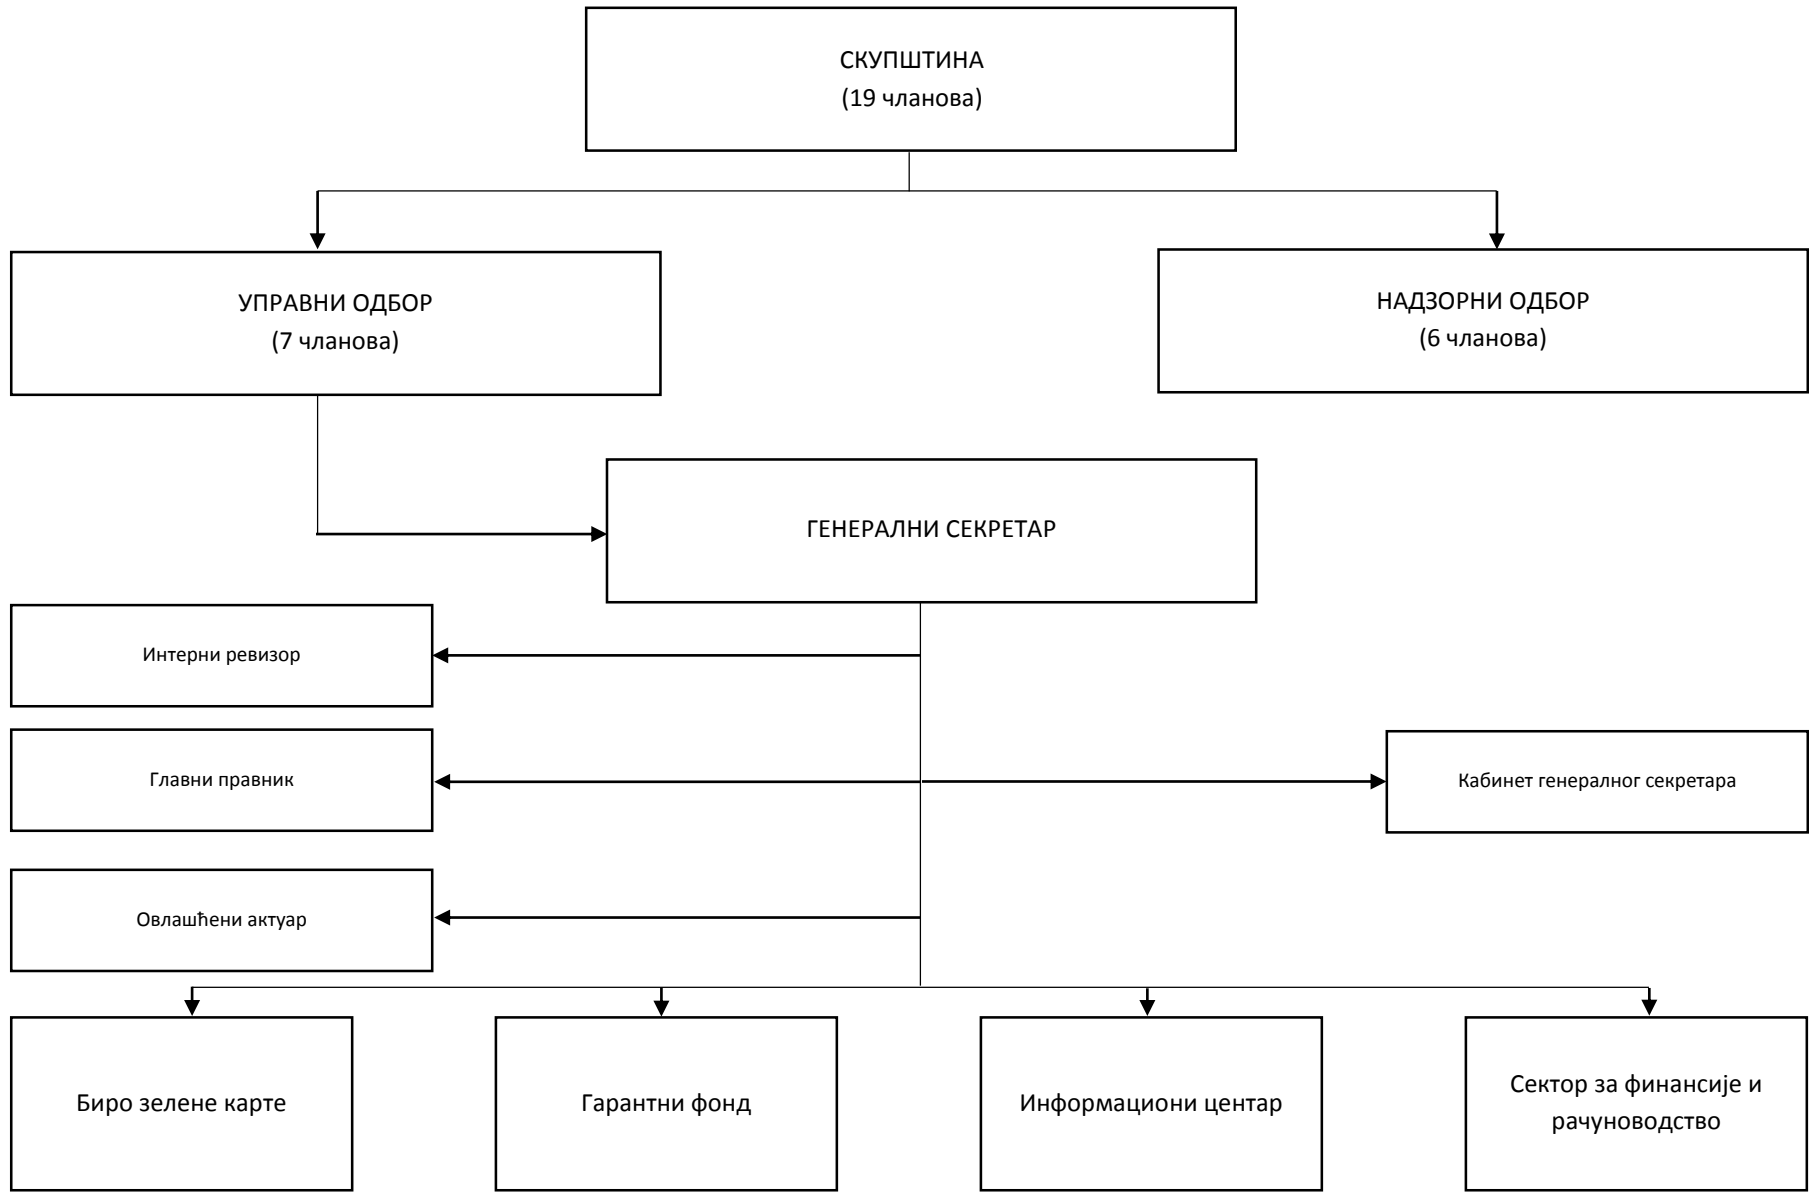 СКУПШТИНА
(19 чланова)
УПРАВНИ ОДБОР
(7 чланова)
НАДЗОРНИ ОДБОР
(6 чланова)
ГЕНЕРАЛНИ СЕКРЕТАР
Интерни ревизор
Главни правник
Кабинет генералног секретара
Овлашћени актуар
Биро зелене карте
Гарантни фонд
Информациони центар
Сектор за финансије и
рачуноводство